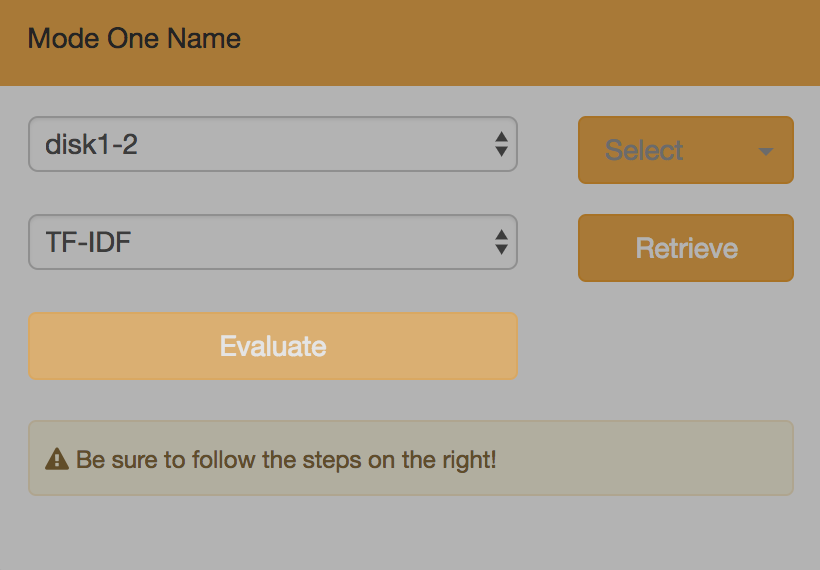 Mode One Name
disk1-2
Select
TF-IDF
Retrieve
Evaluate
Be sure to follow the steps on the right!